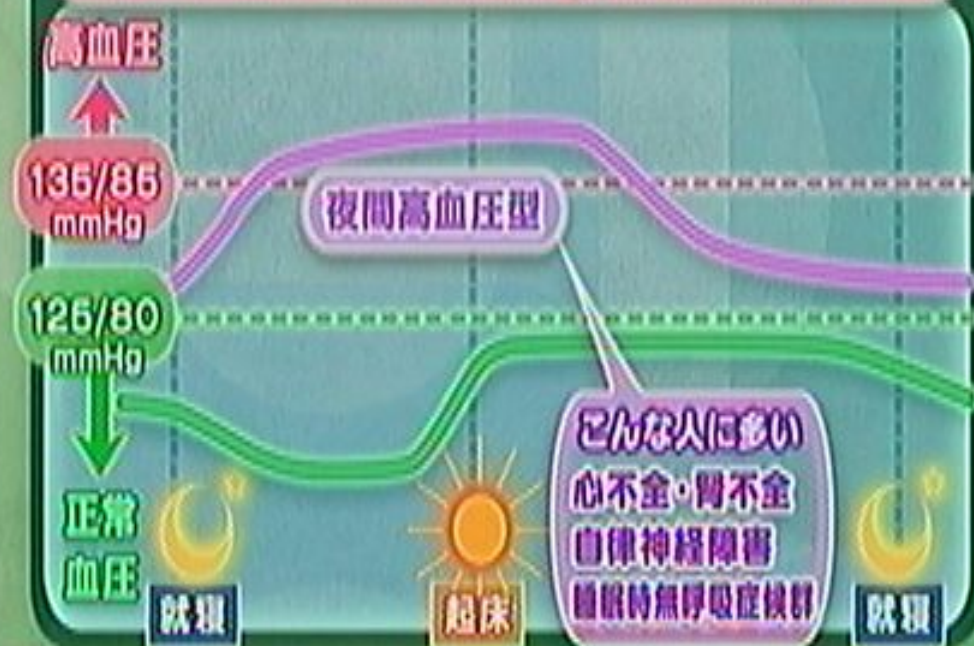 高血圧
135/85
mmHg
夜間高血圧型
125/80
mmHg
こんな人に多い
心不全・腎不全
自律神経障害
睡眠時無呼吸症候群
正常
血圧
就寝
起床
就寝